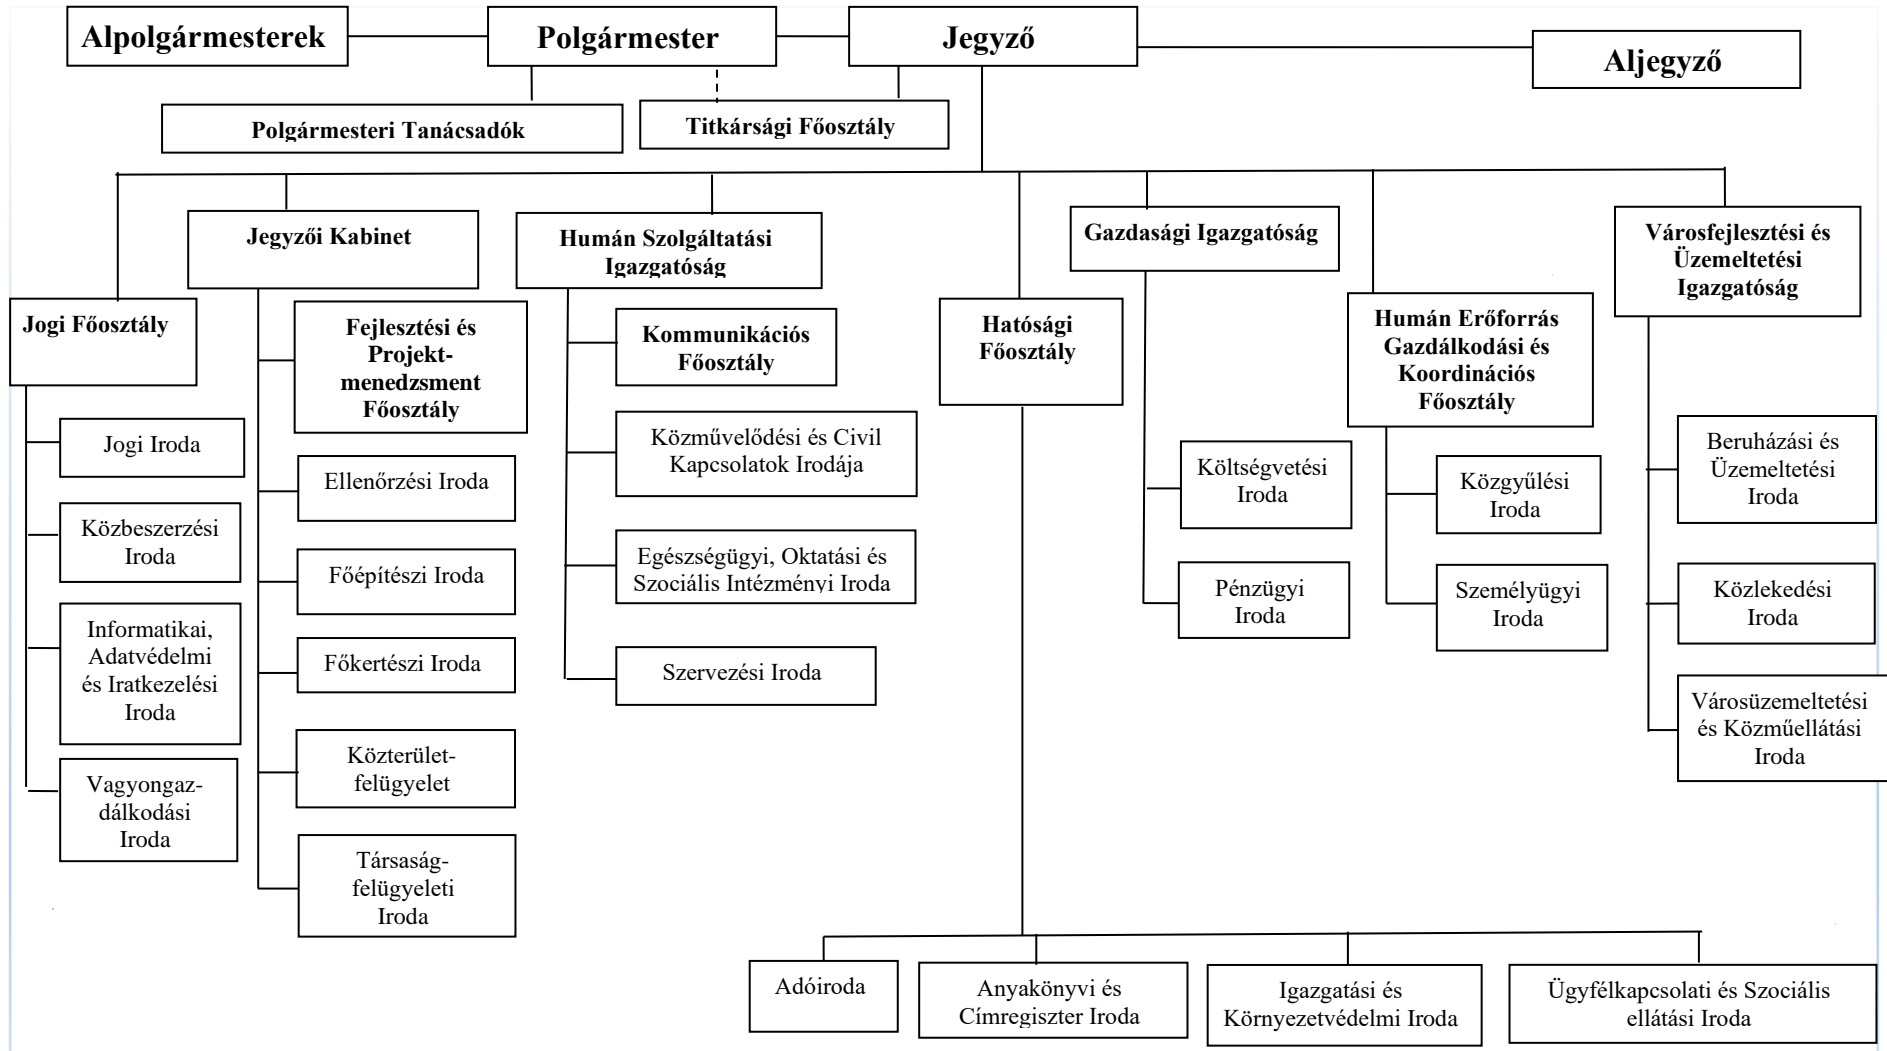 Alpolgármesterek
Polgármester
Jegyző
Aljegyző
Polgármesteri Tanácsadók
Titkársági Főosztály
Jogi Főosztály
Jogi Iroda
Közbeszerzési
Iroda
Informatikai,
Adatvédelmi
és Iratkezelési
Iroda
Vagyongaz-
dálkodási
Iroda
Jegyzői Kabinet
Fejlesztési és
Projekt-
menedzsment
Főosztály
Ellenőrzési Iroda
Főépítészi Iroda
Főkertészi Iroda
Közterület-
felügyelet
Társaság-
felügyeleti
Iroda
Humán Szolgáltatási
Igazgatóság
Kommunikációs
Főosztály
Közművelődési és Civil
Kapcsolatok Irodája
Egészségügyi, Oktatási és
Szociális Intézményi Iroda
Szervezési Iroda
Hatósági
Főosztály
Adóiroda
Anyakönyvi és
Címregiszter Iroda
Igazgatási és
Környezetvédelmi Iroda
Ügyfélkapcsolati és Szociális
ellátási Iroda
Gazdasági Igazgatóság
Költségvetési
Iroda
Pénzügyi
Iroda
Humán Erőforrás
Gazdálkodási és
Koordinációs
Főosztály
Közgyűlési
Iroda
Személyügyi
Iroda
Városfejlesztési és
Üzemeltetési
Igazgatóság
Beruházási és
Üzemeltetési
Iroda
Közlekedési
Iroda
Városüzemeltetési
és Közműellátási
Iroda